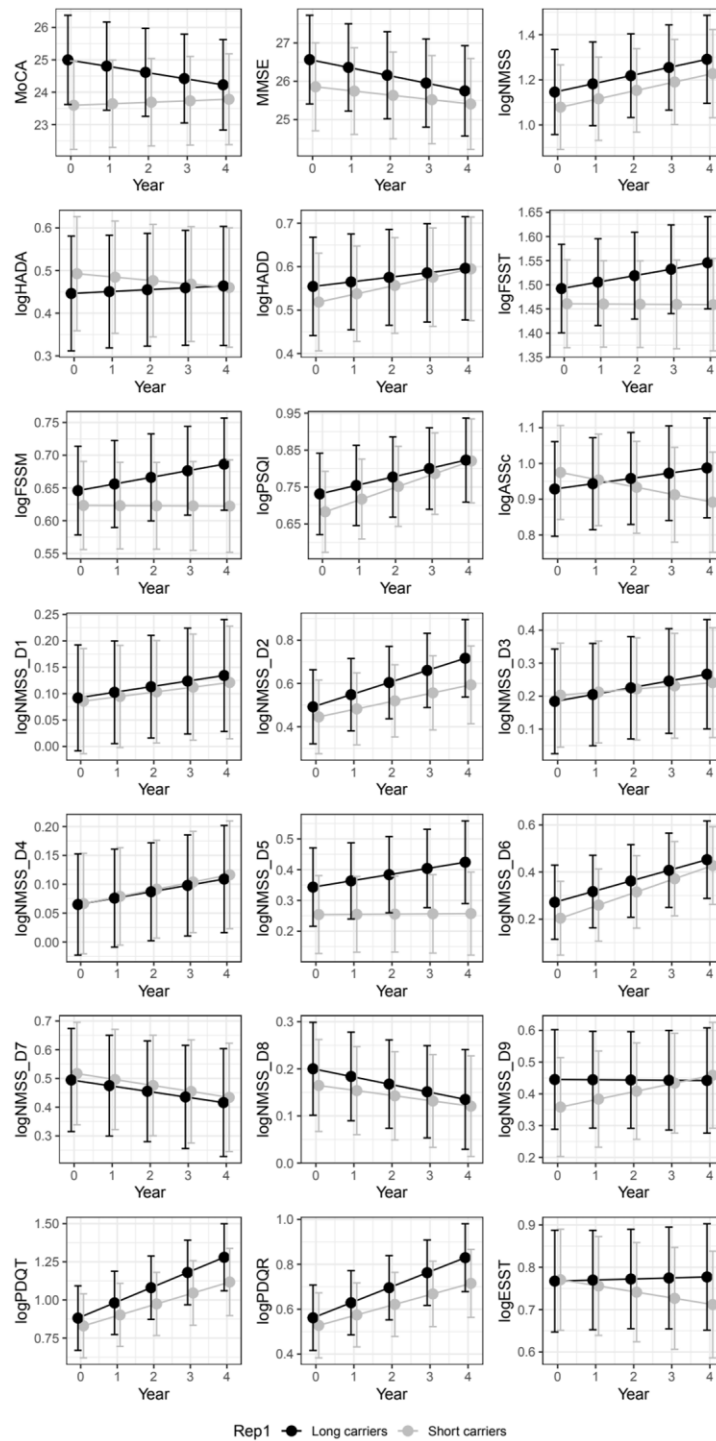 MoCA
26
25
24
23
0 1 2 3 4
Year
MMSE
27
26
25
0 1 2 3 4
Year
logNMSS
1.4
1.2
1.0
0 1 2 3 4
Year
logHADA
0.6
0.5
0.4
0.3
0 1 2 3 4
Year
logHADD
0.7
0.6
0.5
0.4
0 1 2 3 4
Year
logFSST
1.65
1.60
1.55
1.50
1.45
1.40
1.35
0 1 2 3 4
Year
logFSSM
0.75
0.70
0.65
0.60
0.55
0 1 2 3 4
Year
logPSQI
0.95
0.85
0.75
0.65
0 1 2 3 4
Year
logASSc
1.1
1.0
0.9
0.8
0 1 2 3 4
Year
logNMSS_D1
0.25
0.20
0.15
0.10
0.05
0.00
0 1 2 3 4
Year
logNMSS_D2
0.8
0.6
0.4
0 1 2 3 4
Year
logNMSS_D3
0.4
0.3
0.2
0.1
0 1 2 3 4
Year
logNMSS_D4
0.20
0.15
0.10
0.05
0.00
0 1 2 3 4
Year
logNMSS_D5
0.5
0.4
0.3
0.2
0 1 2 3 4
Year
logNMSS_D6
0.6
0.4
0.2
0 1 2 3 4
Year
logNMSS_D7
0.7
0.6
0.5
0.4
0.3
0 1 2 3 4
Year
logNMSS_D8
0.3
0.2
0.1
0.0
0 1 2 3 4
Year
logNMSS_D9
0.6
0.5
0.4
0.3
0.2
0 1 2 3 4
Year
logPDQT
1.50
1.25
1.00
0.75
0 1 2 3 4
Year
logPDQR
1.0
0.8
0.6
0.4
0 1 2 3 4
Year
logESST
0.9
0.8
0.7
0.6
0 1 2 3 4
Year
Rep1 Long carriers Short carriers